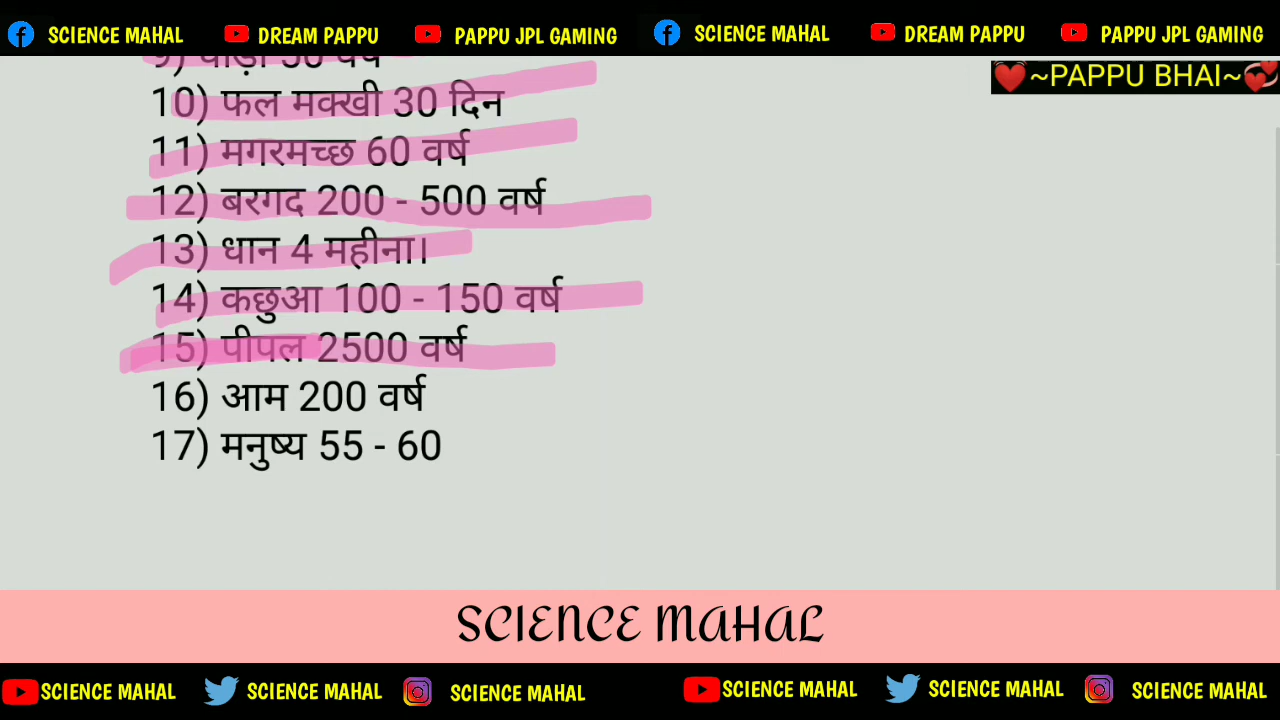 SCIENCE MAHAL DREAM PAPPU PAPPU JPL GAMING SCIENCE MAHAL DREAM PAPPU PAPPU JPL GAMING
~PAPPU BHAI~
9) घोड़ा 50 वर्ष
10) फल मक्खी 30 दिन
11) मगरमच्छ 60 वर्ष
12) बरगद 200 - 500 वर्ष
13) धान 4 महीना।
14) कछुआ 100 - 150 वर्ष
15) पीपल 2500 वर्ष
16) आम 200 वर्ष
17) मनुष्य 55 - 60
SCIENCE MAHAL
SCIENCE MAHAL SCIENCE MAHAL SCIENCE MAHAL SCIENCE MAHAL SCIENCE MAHAL SCIENCE MAHAL